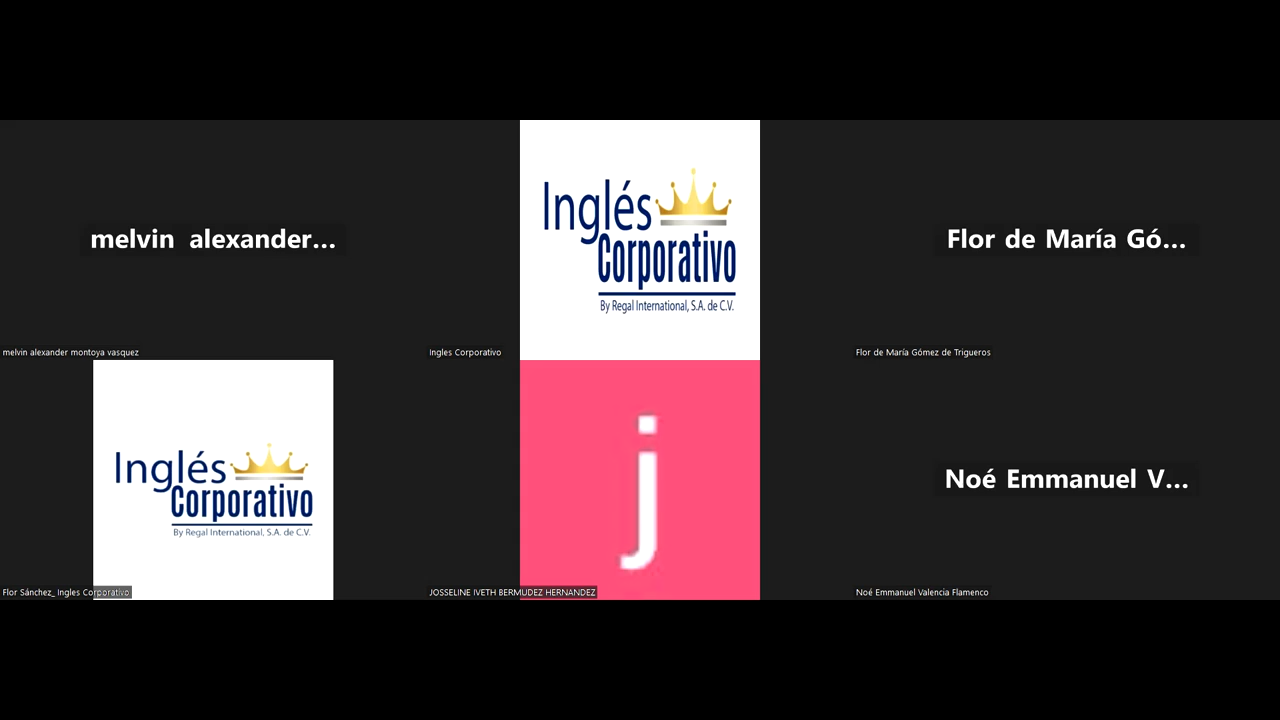 melvin alexander...
Inglés
Corporativo
By Regal International, S.A. de C.V.
Flor de María Gó...
melvin alexander montoya vasquez
Ingles Corporativo
Flor de María Gómez de Trigueros
Inglés
Corporativo
By Regal International, S.A. de C.V.
j
Noé Emmanuel V...
Flor Sánchez_ Ingles Corporativo
JOSSELINE IVETH BERMUDEZ HERNANDEZ
Noé Emmanuel Valencia Flamenco